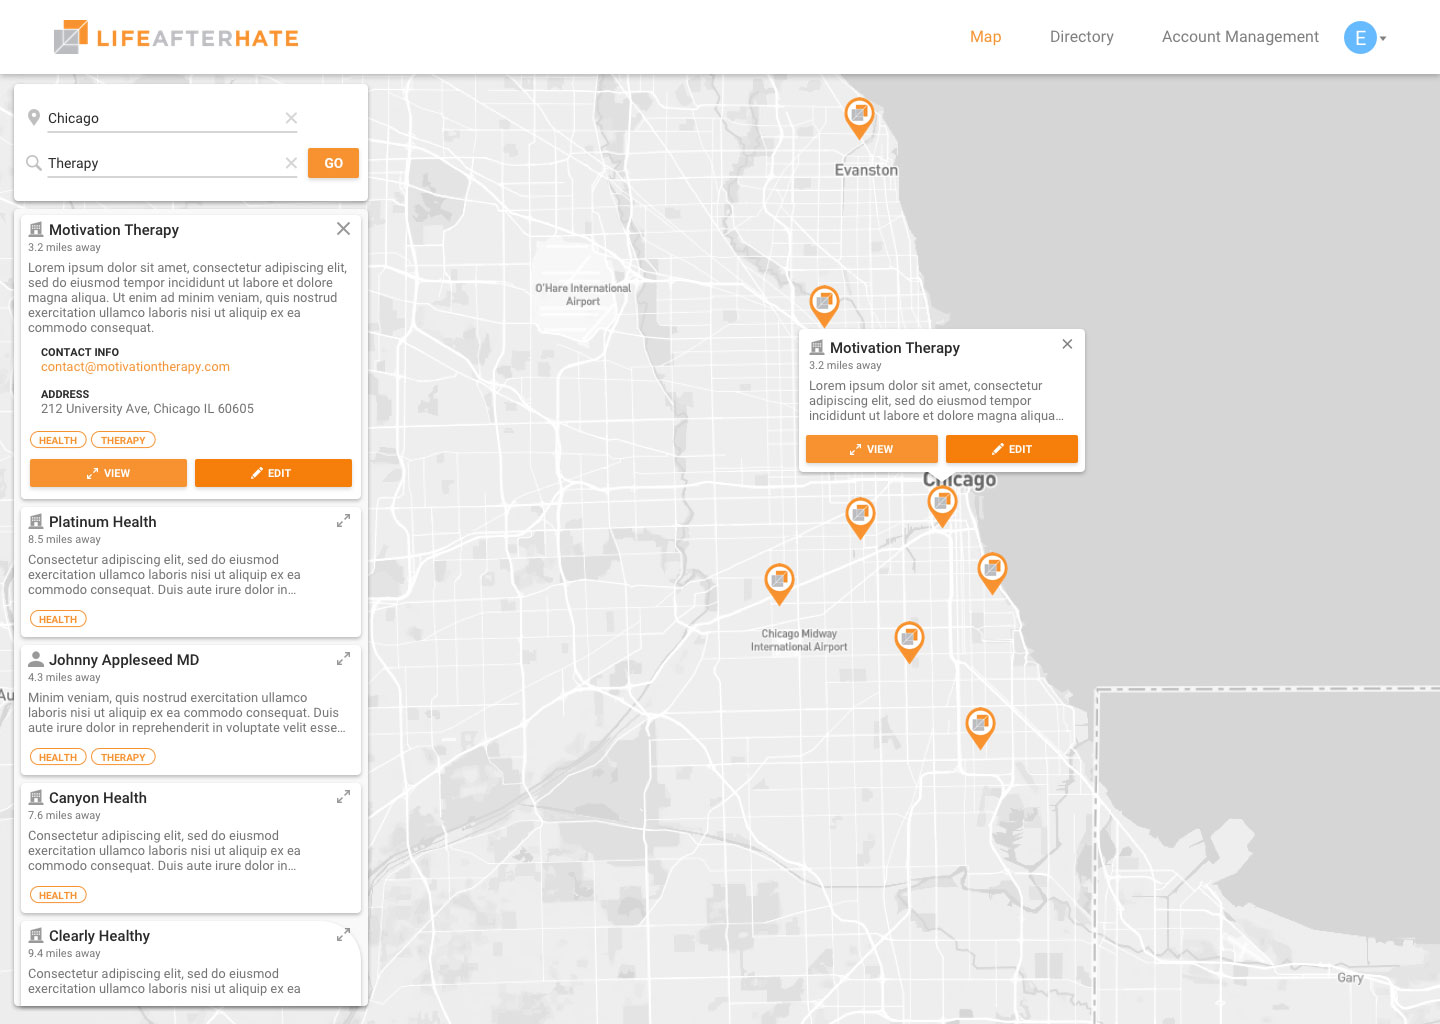 LIFEAFTERHATE
Map
Directory
Account Management
E
Chicago
Therapy
GO
Motivation Therapy
3.2 miles away
Lorem ipsum dolor sit amet, consectetur adipiscing elit,
sed do eiusmod tempor incididunt ut labore et dolore
magna aliqua. Ut enim ad minim veniam, quis nostrud
exercitation ullamco laboris nisi ut aliquip ex ea
commodo consequat.
CONTACT INFO
contact@motivationtherapy.com
ADDRESS
212 University Ave, Chicago IL 60605
HEALTH
THERAPY
VIEW
EDIT
Platinum Health
8.5 miles away
Consectetur adipiscing elit, sed do eiusmod
exercitation ullamco laboris nisi ut aliquip ex ea
commodo consequat. Duis aute irure dolor in...
HEALTH
Johnny Appleseed MD
4.3 miles away
Minim veniam, quis nostrud exercitation ullamco
laboris nisi ut aliquip ex ea commodo consequat. Duis
aute irure dolor in reprehenderit in voluptate velit esse...
HEALTH
THERAPY
Canyon Health
7.6 miles away
Consectetur adipiscing elit, sed do eiusmod
exercitation ullamco laboris nisi ut aliquip ex ea
commodo consequat. Duis aute irure dolor in...
HEALTH
Clearly Healthy
9.4 miles away
Consectetur adipiscing elit, sed do eiusmod
exercitation ullamco laboris nisi ut aliquip ex ea
Evanston
O'Hare International
Airport
Motivation Therapy
3.2 miles away
Lorem ipsum dolor sit amet, consectetur
adipiscing elit, sed do eiusmod tempor
incididunt ut labore et dolore magna aliqua...
VIEW
EDIT
Chicago
Chicago Midway
International Airport
Au
Gary